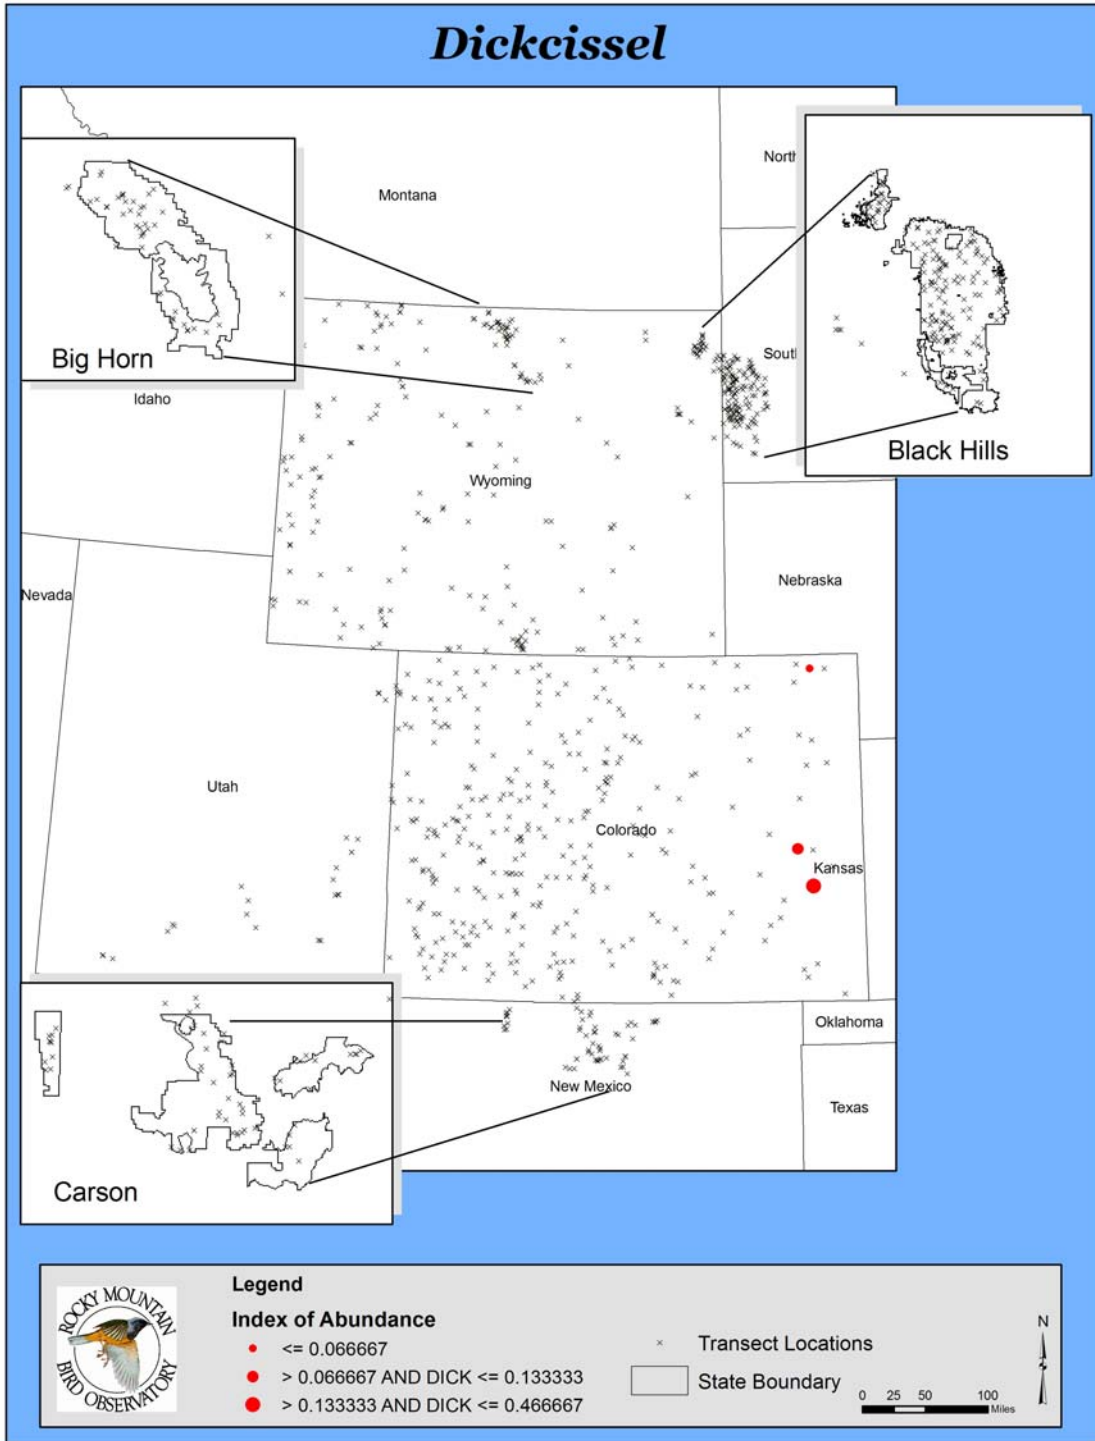 Dickcissel
Montana
North
Big Horn
Idaho
South
Black Hills
Wyoming
Nebraska
Nevada
Utah
Colorado
Kansas
Oklahoma
New Mexico
Texas
Carson
ROCKY MOUNTAIN
BIRD OBSERVATORY
Legend
Index of Abundance
<= 0.066667
> 0.066667 AND DICK <= 0.133333
> 0.133333 AND DICK <= 0.466667
Transect Locations
State Boundary
N
0 25 50 100
Miles